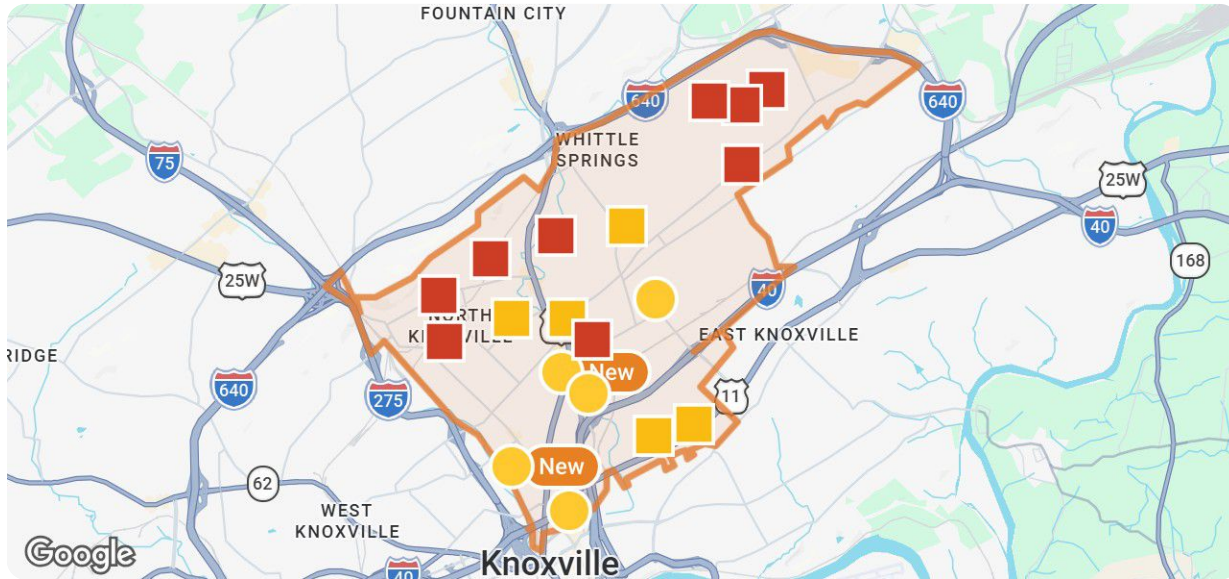 FOUNTAIN CITY
640
640
WHITTLE
SPRINGS
75
25W
40
25W
168
40
NORTH
KNOXVILLE
EAST KNOXVILLE
RIDGE
New
640
275
11
New
62
WEST
KNOXVILLE
Google
Knoxville
40